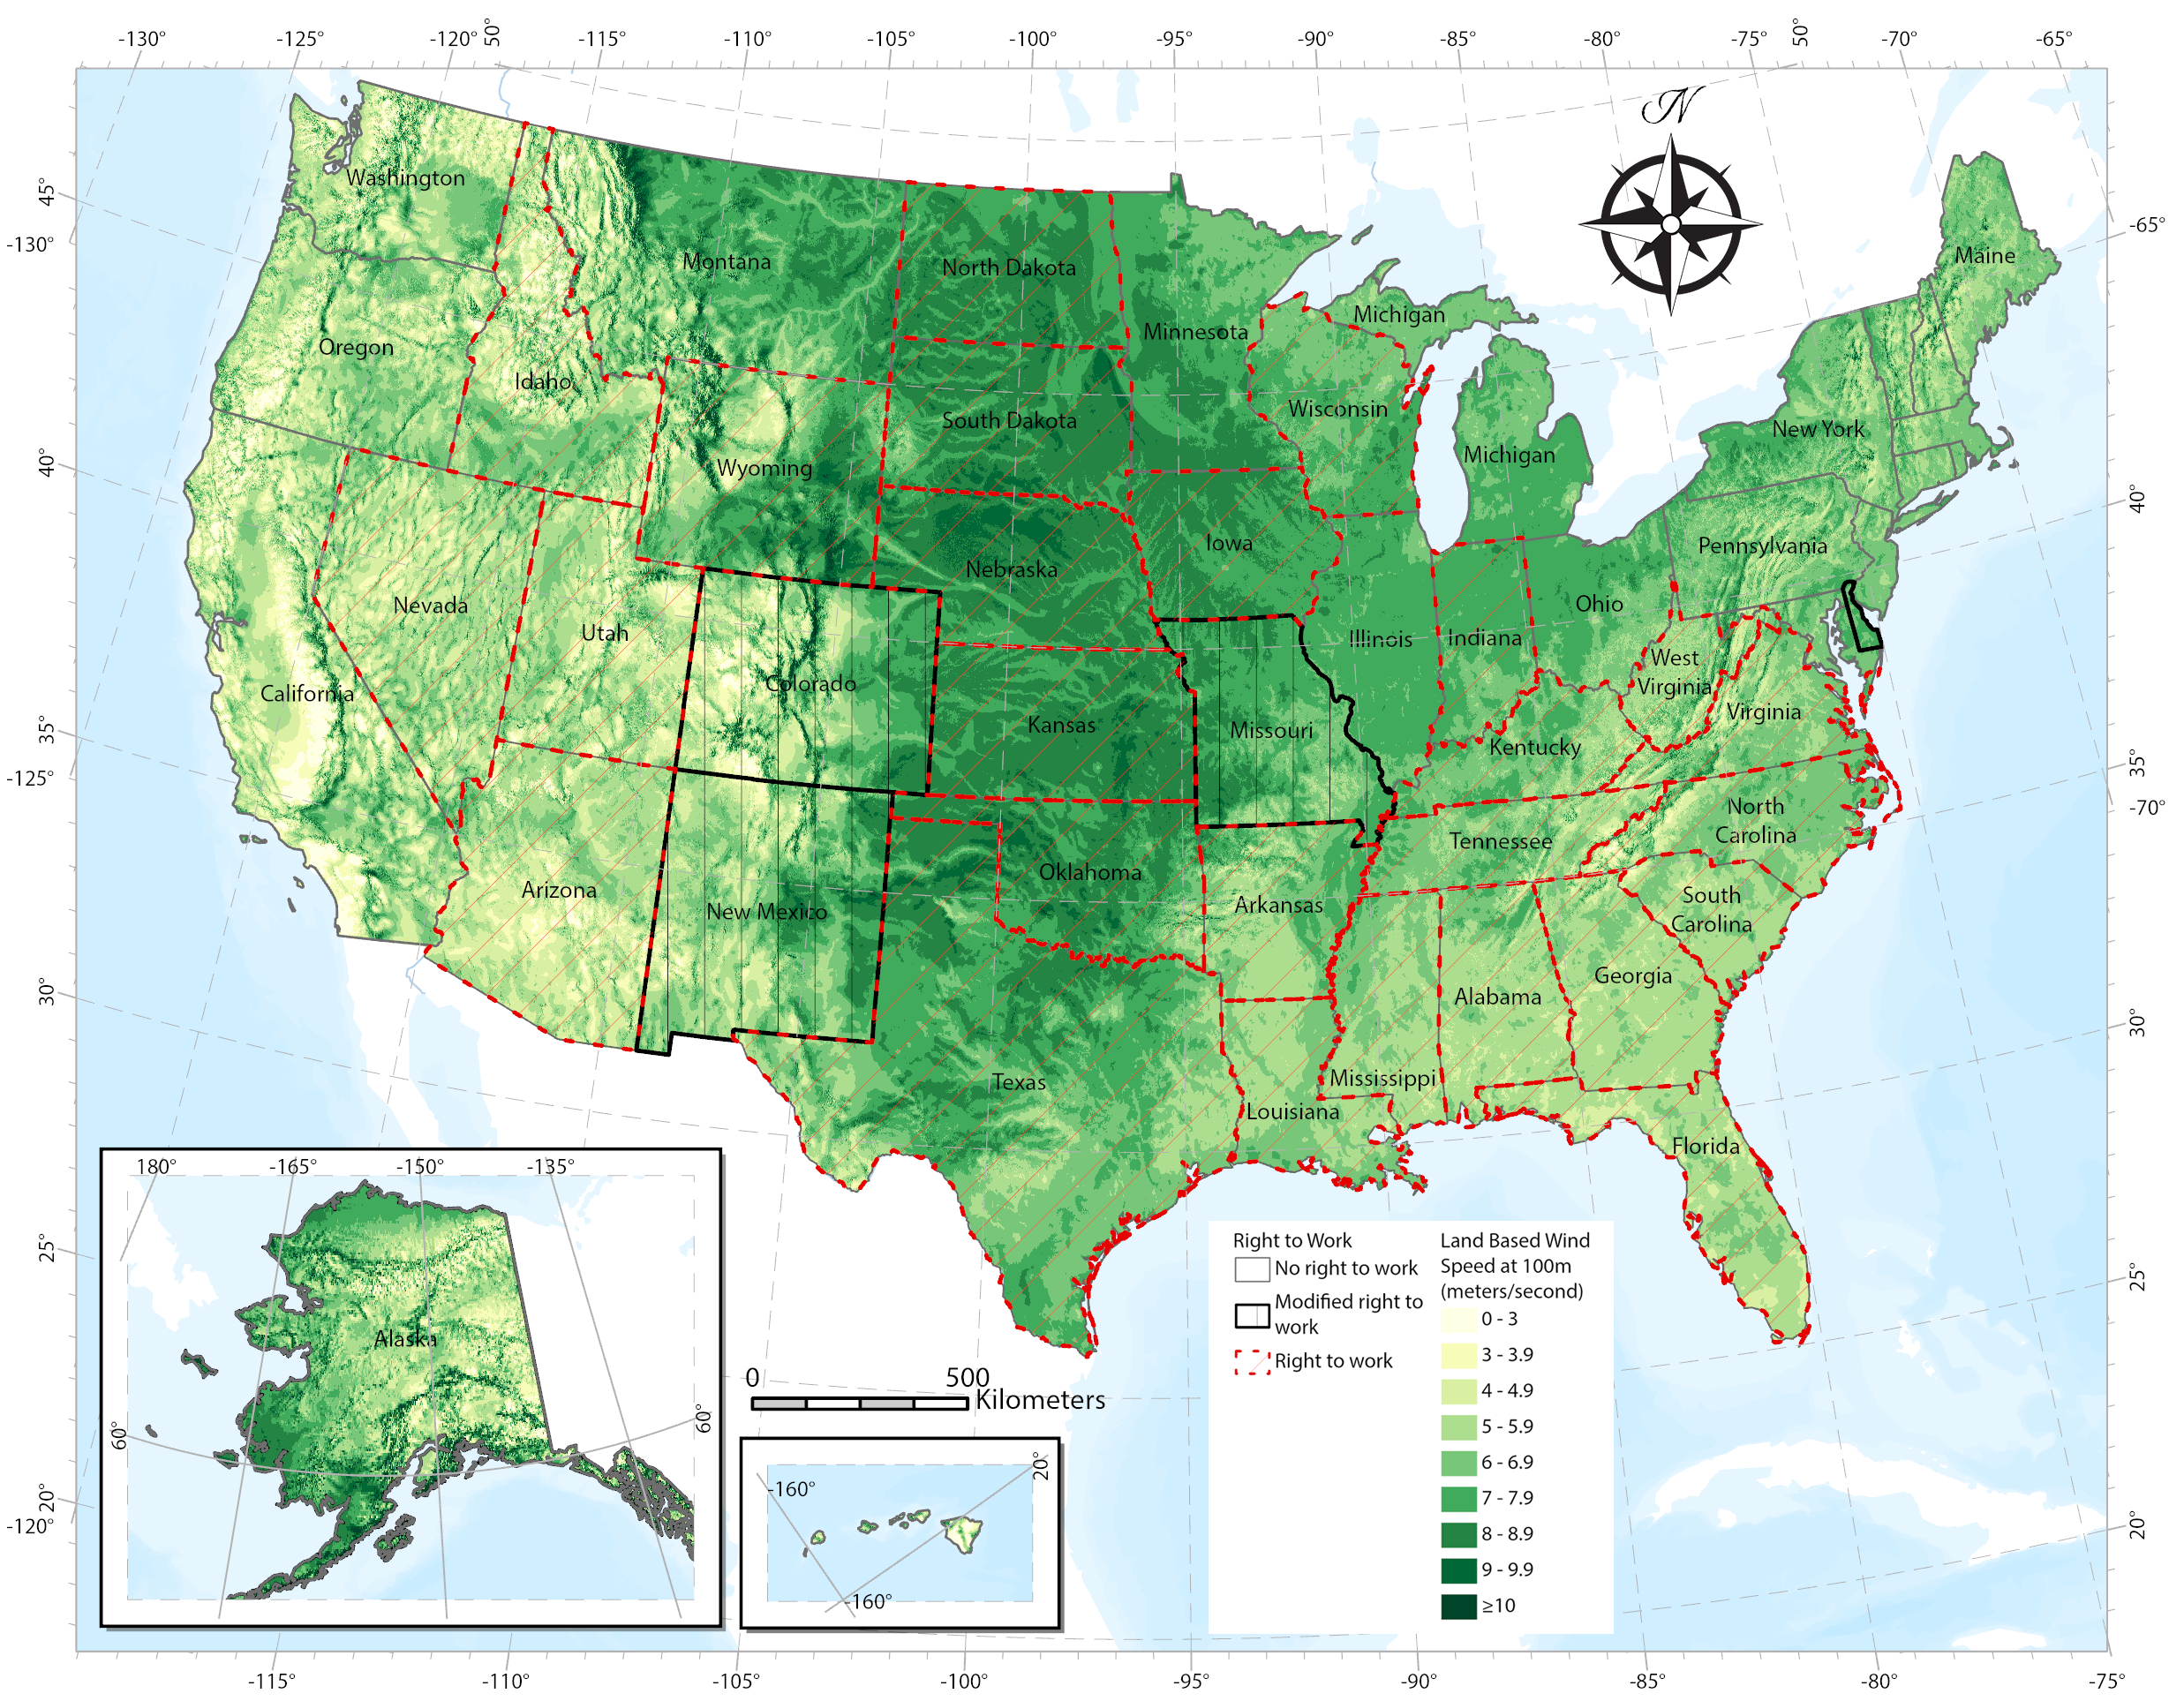 -130°
-125°
-120°
50°
-115°
-110°
-105°
-100°
-95°
-90°
-85°
-80°
-75°
50°
-70°
-65°
N
45°
-130°
40°
35°
-125°
30°
25°
20°
-120°
-65°
40°
35°
-70°
30°
25°
20°
Washington
Montana
North Dakota
Minnesota
Michigan
Maine
Oregon
Idaho
South Dakota
Wisconsin
New York
Wyoming
Michigan
Iowa
Pennsylvania
Nebraska
Nevada
Ohio
Utah
Illinois
Indiana
West
Virginia
California
Colorado
Kansas
Missouri
Virginia
Kentucky
North
Carolina
Tennessee
Oklahoma
Arizona
Arkansas
South
Carolina
New Mexico
Georgia
Alabama
Texas
Mississippi
Louisiana
Florida
180°
-165°
-150°
-135°
Alaska
60°
60°
0
500
Kilometers
-160°
20°
-160°
Right to Work
No right to work
Modified right to
work
Right to work
Land Based Wind
Speed at 100m
(meters/second)
0 - 3
3 - 3.9
4 - 4.9
5 - 5.9
6 - 6.9
7 - 7.9
8 - 8.9
9 - 9.9
≥10
-115°
-110°
-105°
-100°
-95°
-90°
-85°
-80°
-75°